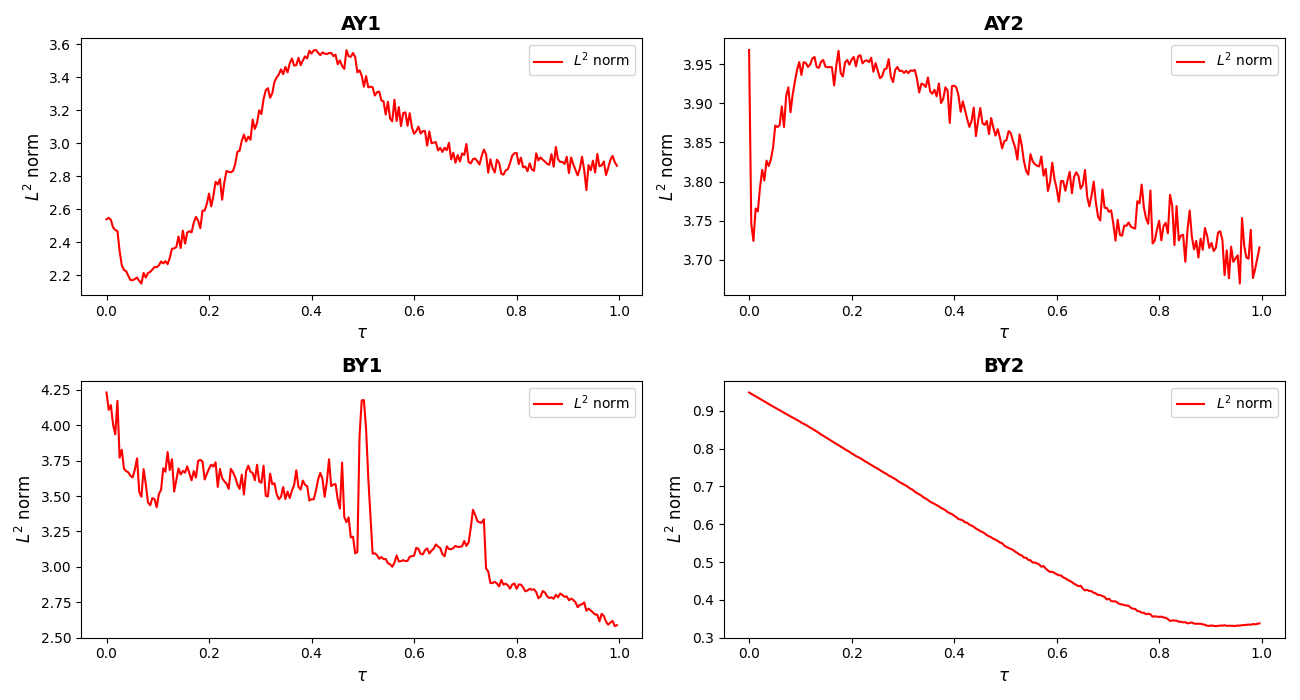 AY1
L² norm
3.6
3.4
3.2
3.0
2.8
2.6
2.4
2.2
L² norm
0.0 0.2 0.4 0.6 0.8 1.0
τ
AY2
L² norm
3.95
3.90
3.85
3.80
3.75
3.70
L² norm
0.0 0.2 0.4 0.6 0.8 1.0
τ
BY1
L² norm
4.25
4.00
3.75
3.50
3.25
3.00
2.75
2.50
L² norm
0.0 0.2 0.4 0.6 0.8 1.0
τ
BY2
L² norm
0.9
0.8
0.7
0.6
0.5
0.4
0.3
L² norm
0.0 0.2 0.4 0.6 0.8 1.0
τ